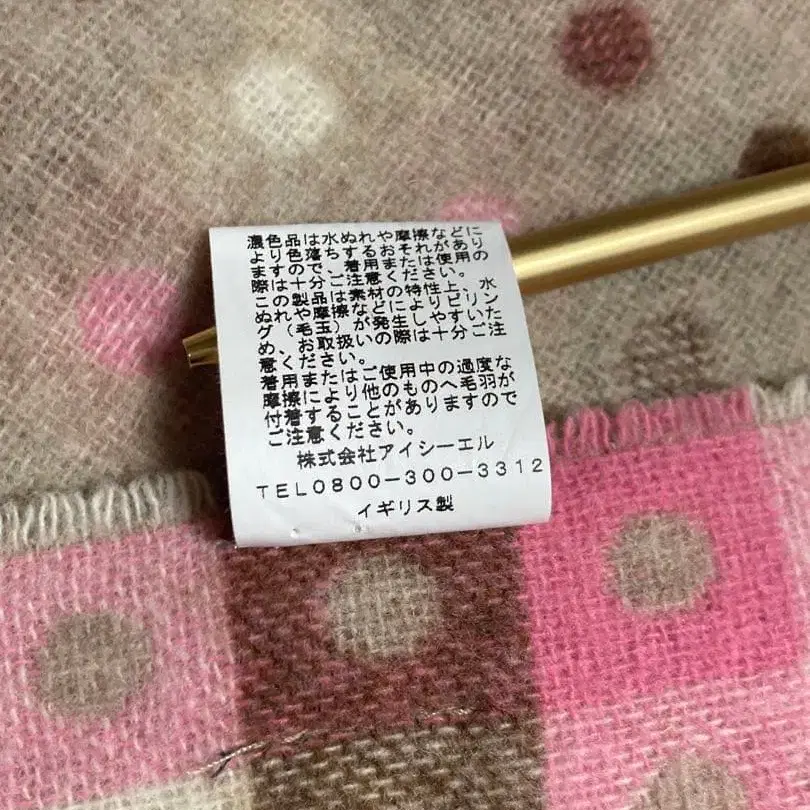 濃色品は水ぬれや摩擦などに
より色落ちするおそれがあり
ますので、着用または使用の
際は十分ご注意ください。
この製品は素材の特性上、水
ぬれや摩擦などによりピリン
グ（毛玉）が発生しやすいた
め、お取扱いの際は十分ご注
意ください。
着用またはご使用中の過度な
摩擦により他のものへ毛羽が
付着することがありますので
ご注意ください。
株式会社アイシーエル
TEL0800-300-3312
イギリス製